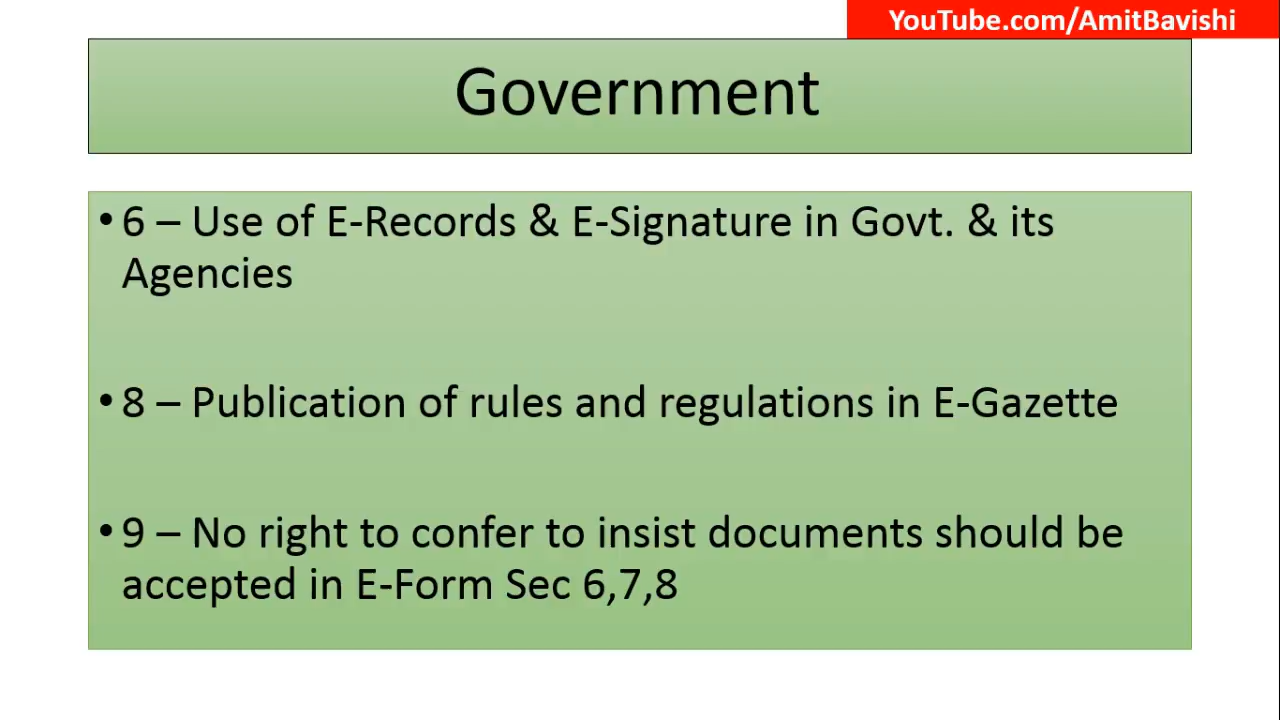 YouTube.com/AmitBavishi
Government
• 6 – Use of E-Records & E-Signature in Govt. & its
Agencies
• 8 – Publication of rules and regulations in E-Gazette
• 9 – No right to confer to insist documents should be
accepted in E-Form Sec 6,7,8